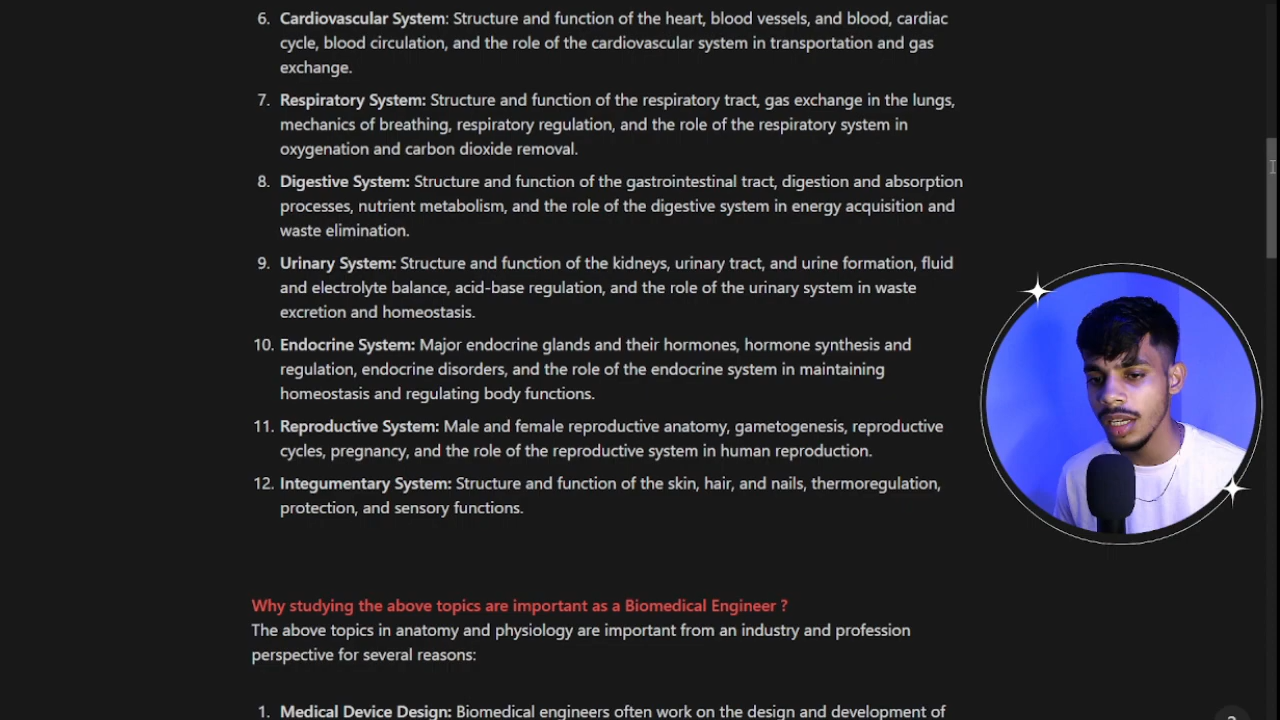 6. Cardiovascular System: Structure and function of the heart, blood vessels, and blood, cardiac
cycle, blood circulation, and the role of the cardiovascular system in transportation and gas
exchange.
7. Respiratory System: Structure and function of the respiratory tract, gas exchange in the lungs,
mechanics of breathing, respiratory regulation, and the role of the respiratory system in
oxygenation and carbon dioxide removal.
8. Digestive System: Structure and function of the gastrointestinal tract, digestion and absorption
processes, nutrient metabolism, and the role of the digestive system in energy acquisition and
waste elimination.
9. Urinary System: Structure and function of the kidneys, urinary tract, and urine formation, fluid
and electrolyte balance, acid-base regulation, and the role of the urinary system in waste
excretion and homeostasis.
10. Endocrine System: Major endocrine glands and their hormones, hormone synthesis and
regulation, endocrine disorders, and the role of the endocrine system in maintaining
homeostasis and regulating body functions.
11. Reproductive System: Male and female reproductive anatomy, gametogenesis, reproductive
cycles, pregnancy, and the role of the reproductive system in human reproduction.
12. Integumentary System: Structure and function of the skin, hair, and nails, thermoregulation,
protection, and sensory functions.
Why studying the above topics are important as a Biomedical Engineer ?
The above topics in anatomy and physiology are important from an industry and profession
perspective for several reasons:
1. Medical Device Design: Biomedical engineers often work on the design and development of